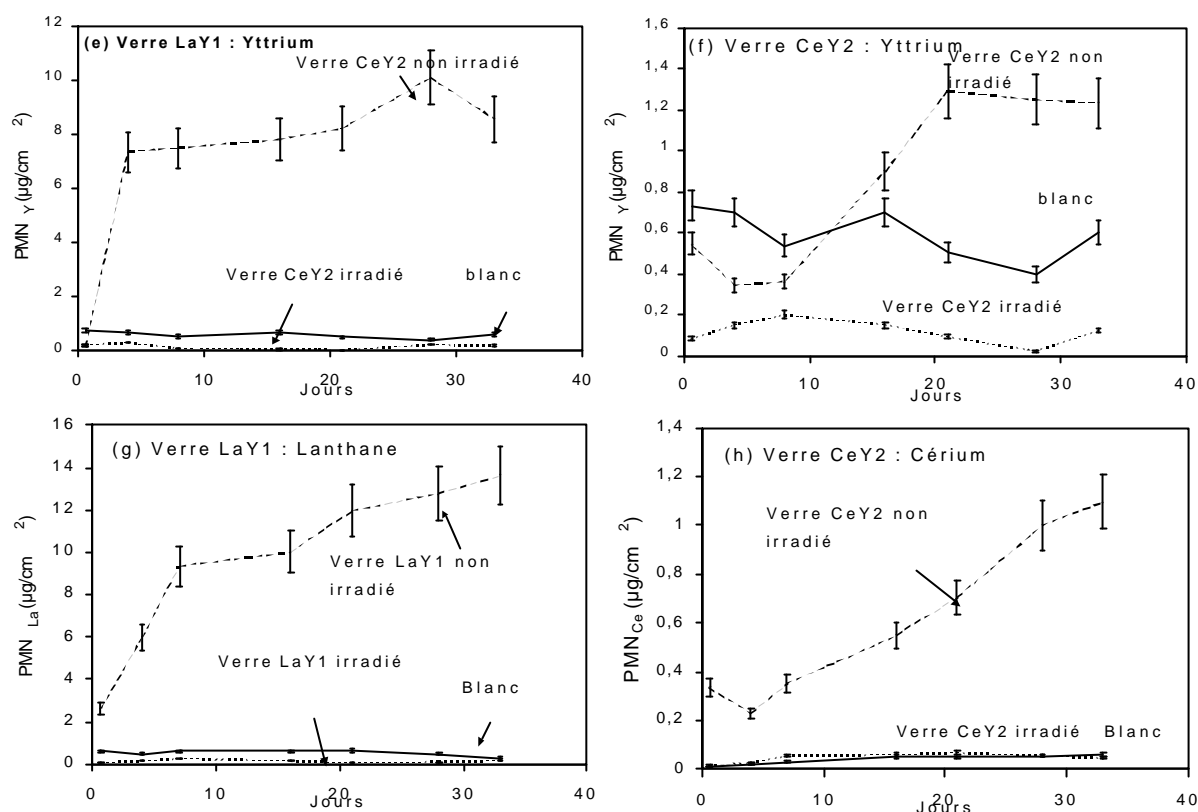 (e) Verre LaY1 : Yttrium
Verre CeY2 non irradié
Verre CeY2 irradié
blanc
PMN Y (µg/cm 2)
12
10
8
6
4
2
0
0 10 20 30 40
Jours
(f) Verre CeY2 : Yttrium
Verre CeY2 non
irradié
blanc
Verre CeY2 irradié
PMN Y (µg/cm 2)
1,6
1,4
1,2
1
0,8
0,6
0,4
0,2
0
0 10 20 30 40
Jours
(g) Verre LaY1 : Lanthane
Verre LaY1 non
irradié
Verre LaY1 irradié
Blanc
PMN La (µg/cm 2)
16
14
12
10
8
6
4
2
0
0 10 20 30 40
Jours
(h) Verre CeY2 : Cérium
Verre CeY2 non
irradié
Verre CeY2 irradié
Blanc
PMN Ce (µg/cm 2)
1,4
1,2
1
0,8
0,6
0,4
0,2
0
0 10 20 30 40
Jours